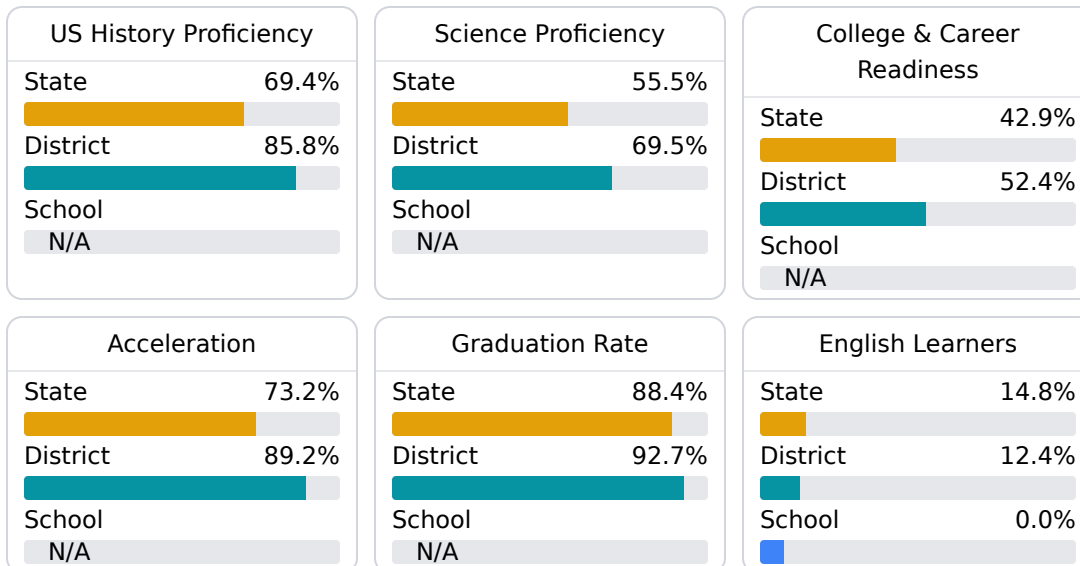 US History Proficiency
State 69.4%
District 85.8%
School
N/A
Science Proficiency
State 55.5%
District 69.5%
School
N/A
College & Career
Readiness
State 42.9%
District 52.4%
School
N/A
Acceleration
State 73.2%
District 89.2%
School
N/A
Graduation Rate
State 88.4%
District 92.7%
School
N/A
English Learners
State 14.8%
District 12.4%
School 0.0%